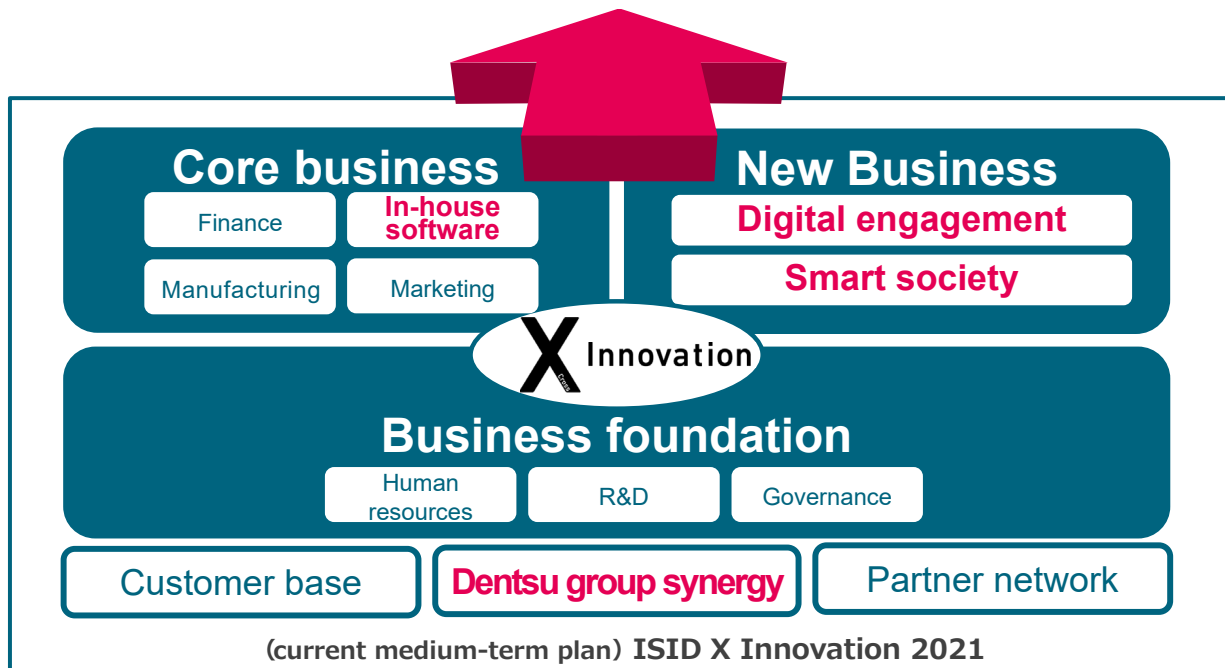 Core business
Finance
In-house
software
Manufacturing
Marketing
New Business
Digital engagement
Smart society
X Innovation
Cross
Business foundation
Human
resources
R&D
Governance
Customer base
Dentsu group synergy
Partner network
(current medium-term plan) ISID X Innovation 2021